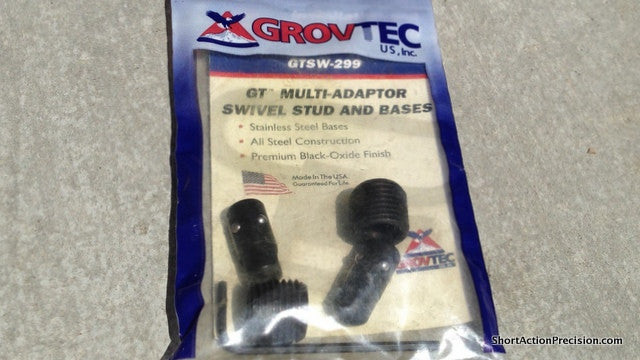 GROVTEC
US, Inc.
GTSW-299
GT™ MULTI-ADAPTOR
SWIVEL STUD AND BASES
• Stainless Steel Bases
• All Steel Construction
• Premium Black-Oxide Finish
Made In The USA
Guaranteed For Life
GROVTEC
ShortActionPrecision.com